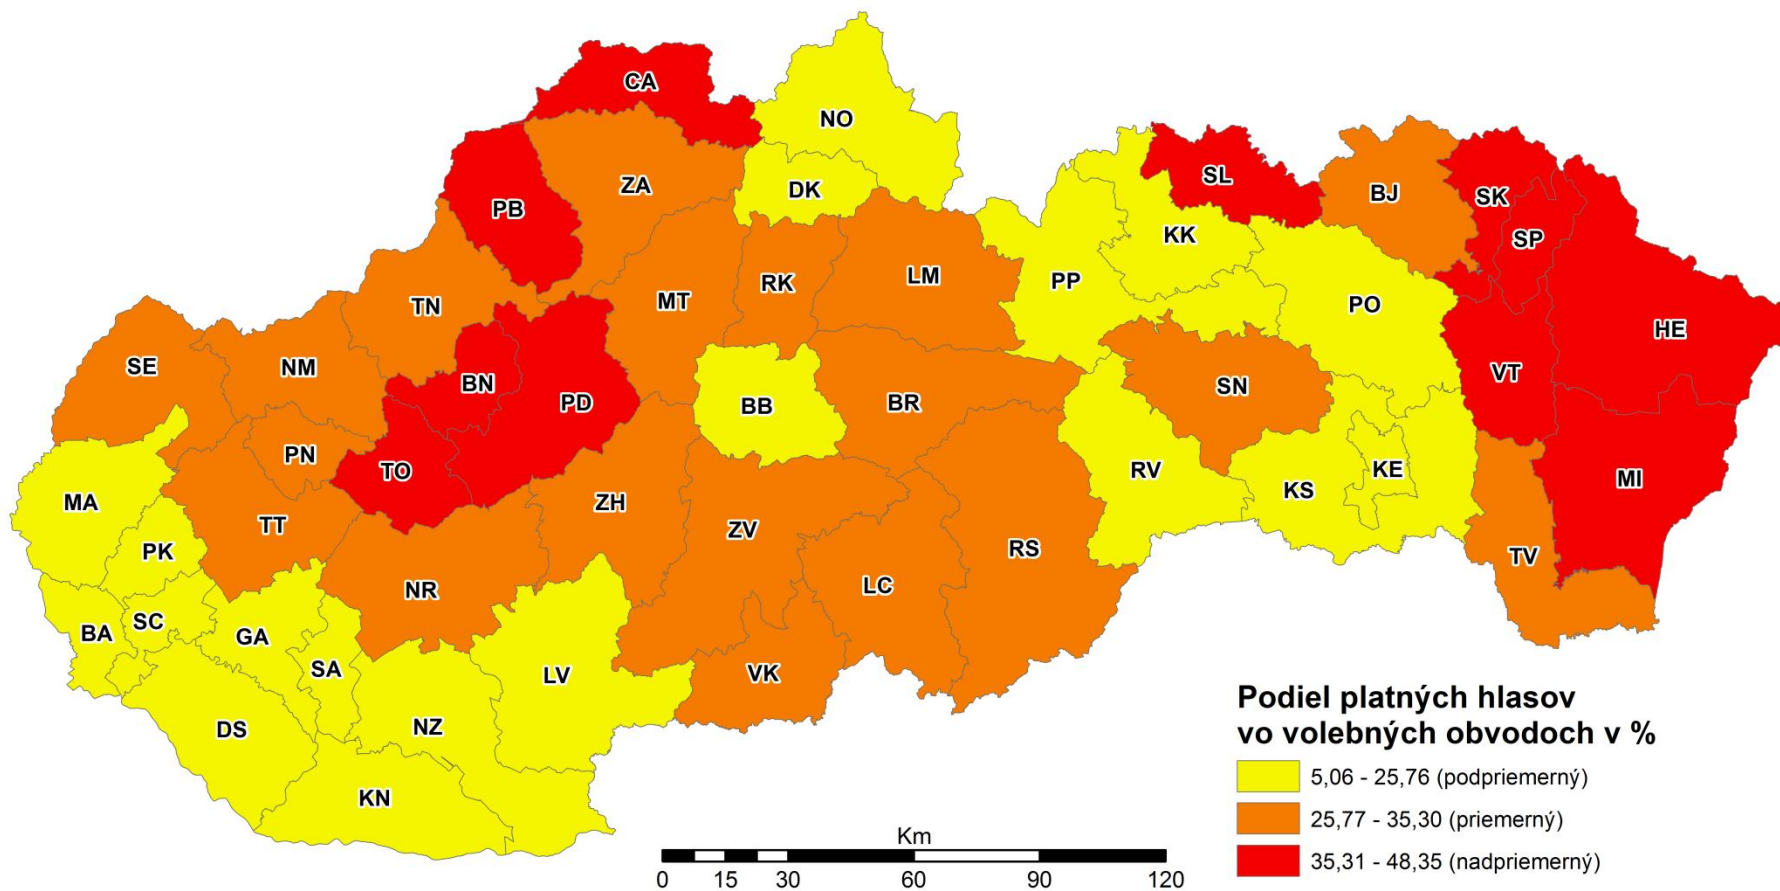 CA
NO
ZA
DK
PB
SL
BJ
SK
SP
KK
TN
MT
RK
LM
PP
PO
HE
SE
NM
BN
PD
BB
BR
SN
VT
PN
TO
MA
TT
ZH
ZV
RV
KS
KE
MI
PK
NR
LC
RS
TV
BA
SC
GA
SA
LV
VK
DS
NZ
KN
Podiel platných hlasov
vo volebných obvodoch v %
5,06 - 25,76 (podpriemerný)
25,77 - 35,30 (priemerný)
35,31 - 48,35 (nadpriemerný)
Km
0 15 30 60 90 120